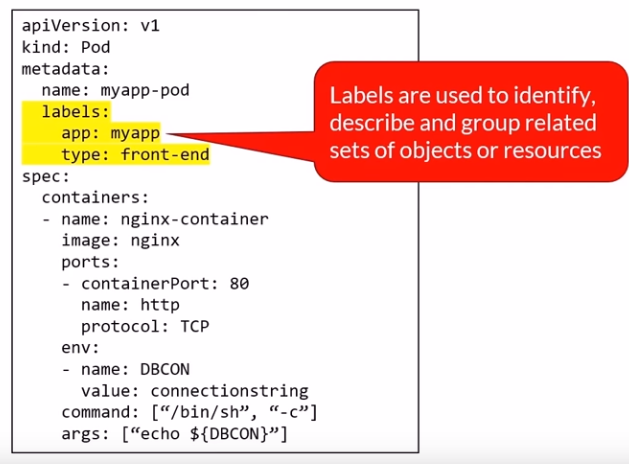 apiVersion: v1
kind: Pod
metadata:
  name: myapp-pod
  labels:
    app: myapp
    type: front-end
spec:
  containers:
  - name: nginx-container
    image: nginx
    ports:
    - containerPort: 80
      name: http
      protocol: TCP
    env:
    - name: DBCON
      value: connectionstring
    command: [“/bin/sh”, “-c”]
    args: [“echo ${DBCON}”]
Labels are used to identify,
describe and group related
sets of objects or resources